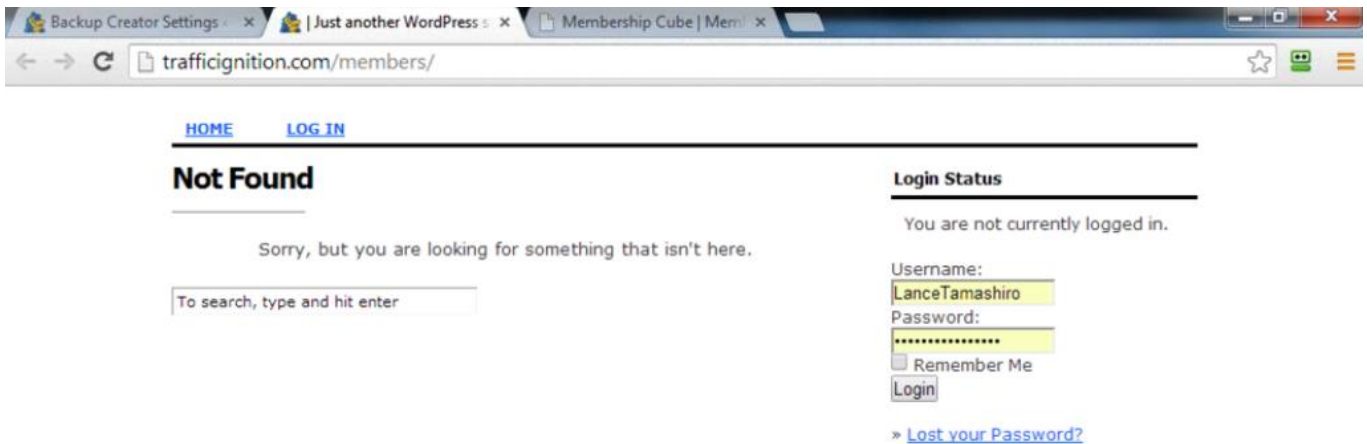 Backup Creator Settings
| Just another WordPress s
Membership Cube | Meml
trafficignition.com/members/
HOME LOG IN
Not Found
Sorry, but you are looking for something that isn't here.
To search, type and hit enter
Login Status
You are not currently logged in.
Username:
LanceTamashiro
Password:
••••••••••••••••
Remember Me
Login
» Lost your Password?